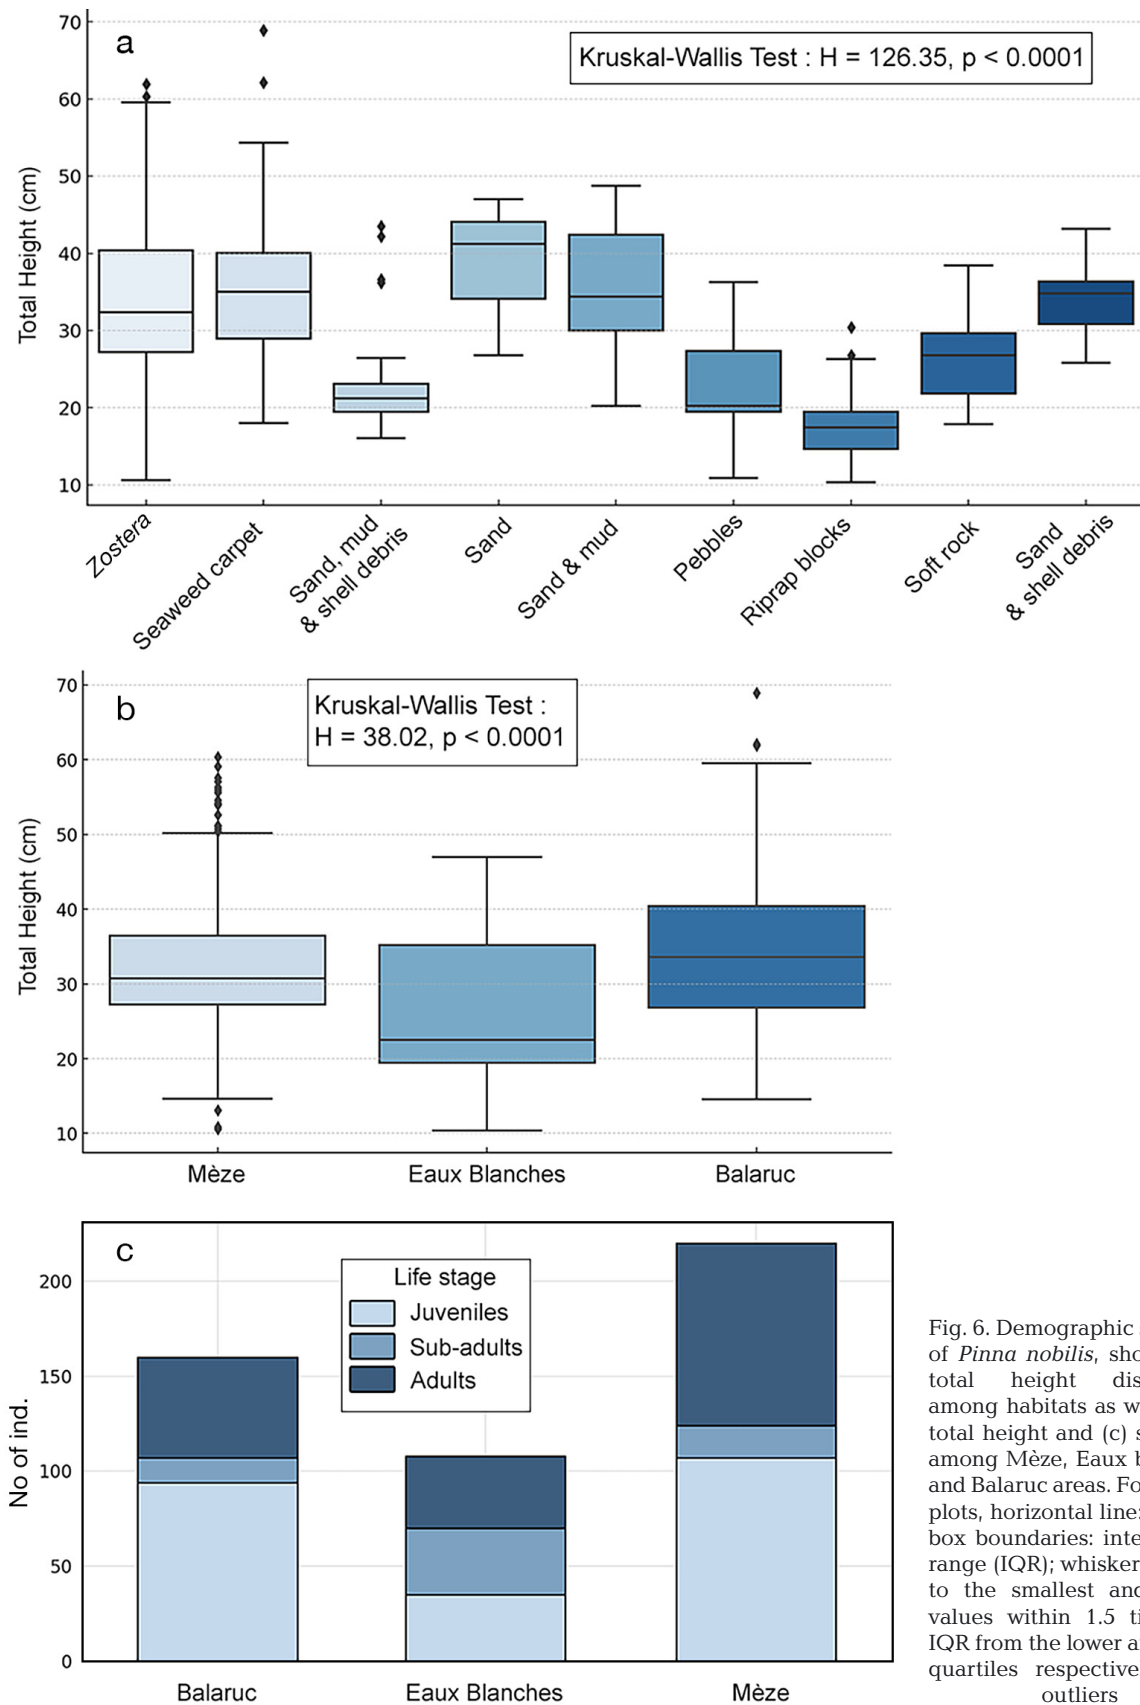 a
Kruskal-Wallis Test : H = 126.35, p < 0.0001
Total Height (cm)
70
60
50
40
30
20
10
Zostera
Seaweed carpet
Sand, mud
& shell debris
Sand
Sand & mud
Pebbles
Riprap blocks
Soft rock
Sand
& shell debris
b
Kruskal-Wallis Test :
H = 38.02, p < 0.0001
Total Height (cm)
70
60
50
40
30
20
10
Mèze
Eaux Blanches
Balaruc
c
Life stage
Juveniles
Sub-adults
Adults
No of ind.
200
150
100
50
0
Balaruc
Eaux Blanches
Mèze
Fig. 6. Demographic
of Pinna nobilis, sho
total height dis
among habitats as w
total height and (c) s
among Mèze, Eaux b
and Balaruc areas. Fo
plots, horizontal line:
box boundaries: inte
range (IQR); whisker
to the smallest and
values within 1.5 ti
IQR from the lower a
quartiles respective
outliers